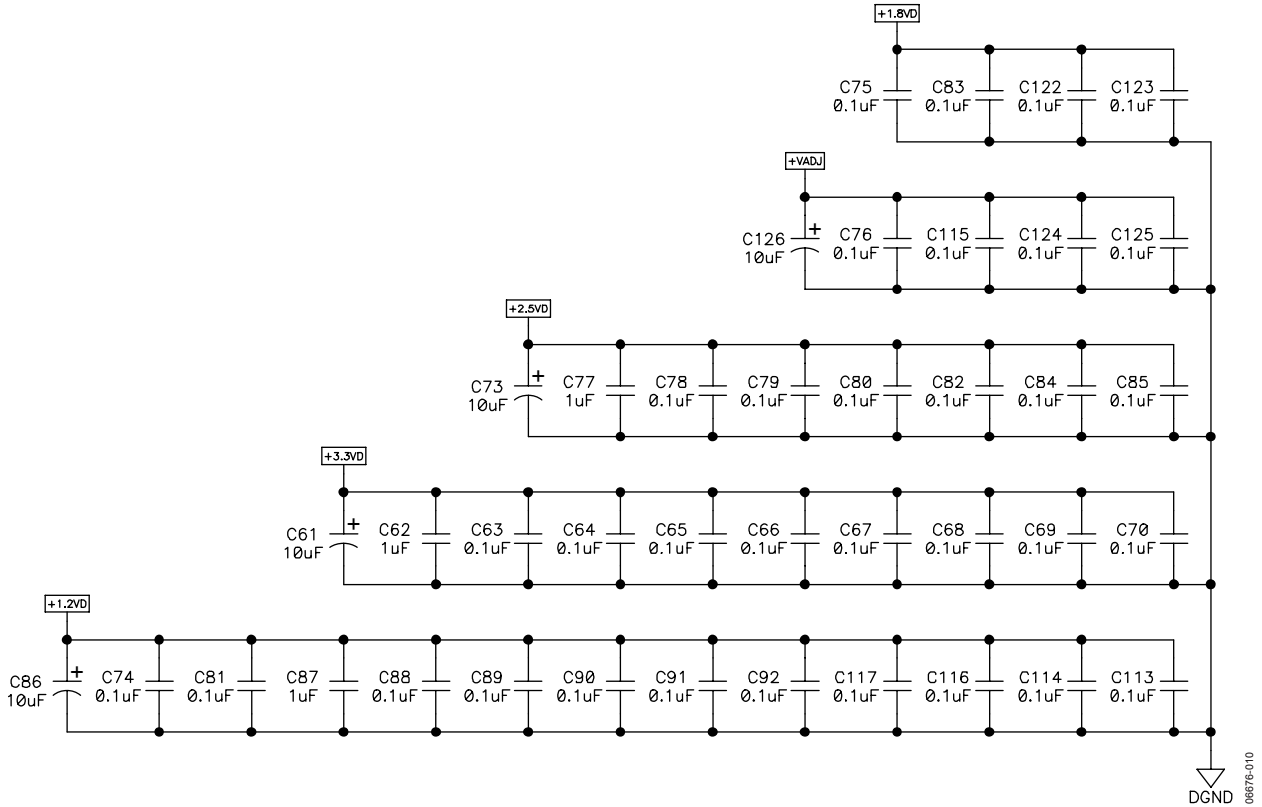 +1.8VD
C75 C83 C122 C123
0.1uF 0.1uF 0.1uF 0.1uF
+VADJ
C126 + C76 C115 C124 C125
10uF 0.1uF 0.1uF 0.1uF 0.1uF
+2.5VD
C73 + C77 C78 C79 C80 C82 C84 C85
10uF 1uF 0.1uF 0.1uF 0.1uF 0.1uF 0.1uF 0.1uF
+3.3VD
C61 + C62 C63 C64 C65 C66 C67 C68 C69 C70
10uF 1uF 0.1uF 0.1uF 0.1uF 0.1uF 0.1uF 0.1uF 0.1uF 0.1uF
+1.2VD
C86 + C74 C81 C87 C88 C89 C90 C91 C92 C117 C116 C114 C113
10uF 0.1uF 0.1uF 1uF 0.1uF 0.1uF 0.1uF 0.1uF 0.1uF 0.1uF 0.1uF 0.1uF 0.1uF
DGND
06676-010